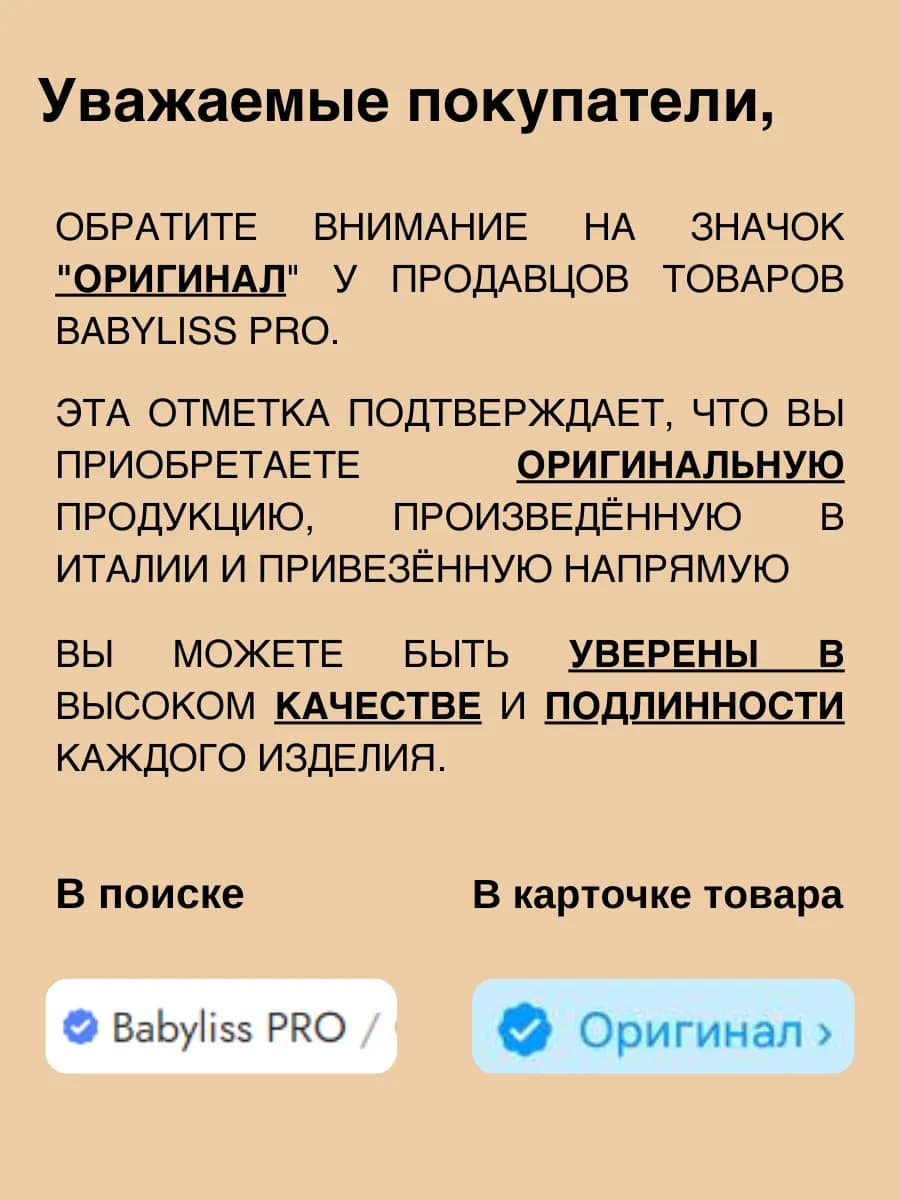 Уважаемые покупатели,
ОБРАТИТЕ ВНИМАНИЕ НА ЗНАЧОК
"ОРИГИНАЛ" У ПРОДАВЦОВ ТОВАРОВ
BABYLISS PRO.
ЭТА ОТМЕТКА ПОДТВЕРЖДАЕТ, ЧТО ВЫ
ПРИОБРЕТАЕТЕ ОРИГИНАЛЬНУЮ
ПРОДУКЦИЮ, ПРОИЗВЕДЁННУЮ В
ИТАЛИИ И ПРИВЕЗЁННУЮ НАПРЯМУЮ
ВЫ МОЖЕТЕ БЫТЬ УВЕРЕНЫ В
ВЫСОКОМ КАЧЕСТВЕ И ПОДЛИННОСТИ
КАЖДОГО ИЗДЕЛИЯ.
В поиске
В карточке товара
Babyliss PRO /
Оригинал ›